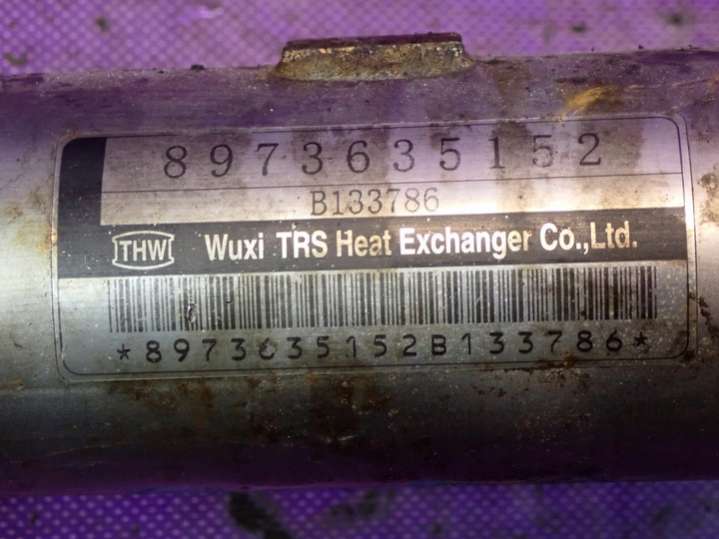 8973635152
B133786
THW Wuxi TRS Heat Exchanger Co.,Ltd.
*8973635152B133786*